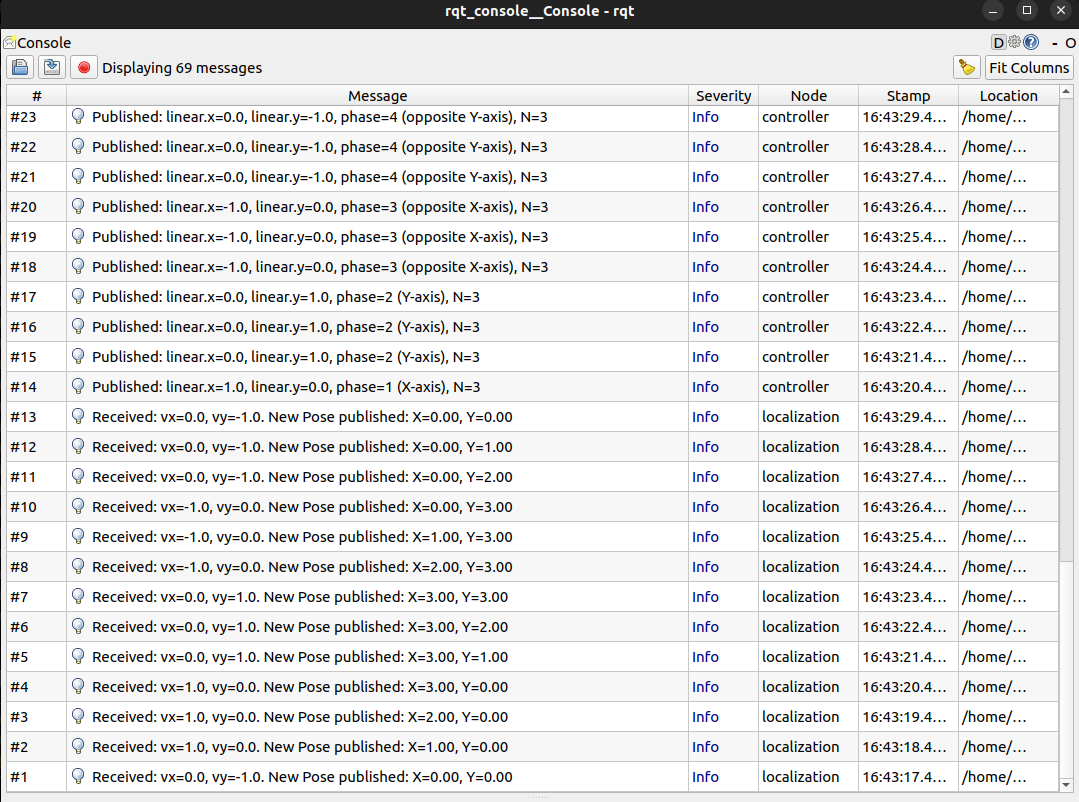 rqt_console__Console - rqt
Console
D
- O
Displaying 69 messages
Fit Columns
# Message Severity Node Stamp Location
#23 Published: linear.x=0.0, linear.y=-1.0, phase=4 (opposite Y-axis), N=3 Info controller 16:43:29.4... /home/...
#22 Published: linear.x=0.0, linear.y=-1.0, phase=4 (opposite Y-axis), N=3 Info controller 16:43:28.4... /home/...
#21 Published: linear.x=0.0, linear.y=-1.0, phase=4 (opposite Y-axis), N=3 Info controller 16:43:27.4... /home/...
#20 Published: linear.x=-1.0, linear.y=0.0, phase=3 (opposite X-axis), N=3 Info controller 16:43:26.4... /home/...
#19 Published: linear.x=-1.0, linear.y=0.0, phase=3 (opposite X-axis), N=3 Info controller 16:43:25.4... /home/...
#18 Published: linear.x=-1.0, linear.y=0.0, phase=3 (opposite X-axis), N=3 Info controller 16:43:24.4... /home/...
#17 Published: linear.x=0.0, linear.y=1.0, phase=2 (Y-axis), N=3 Info controller 16:43:23.4... /home/...
#16 Published: linear.x=0.0, linear.y=1.0, phase=2 (Y-axis), N=3 Info controller 16:43:22.4... /home/...
#15 Published: linear.x=0.0, linear.y=1.0, phase=2 (Y-axis), N=3 Info controller 16:43:21.4... /home/...
#14 Published: linear.x=1.0, linear.y=0.0, phase=1 (X-axis), N=3 Info controller 16:43:20.4... /home/...
#13 Received: vx=0.0, vy=-1.0. New Pose published: X=0.00, Y=0.00 Info localization 16:43:29.4... /home/...
#12 Received: vx=0.0, vy=-1.0. New Pose published: X=0.00, Y=1.00 Info localization 16:43:28.4... /home/...
#11 Received: vx=0.0, vy=-1.0. New Pose published: X=0.00, Y=2.00 Info localization 16:43:27.4... /home/...
#10 Received: vx=-1.0, vy=0.0. New Pose published: X=0.00, Y=3.00 Info localization 16:43:26.4... /home/...
#9 Received: vx=-1.0, vy=0.0. New Pose published: X=1.00, Y=3.00 Info localization 16:43:25.4... /home/...
#8 Received: vx=-1.0, vy=0.0. New Pose published: X=2.00, Y=3.00 Info localization 16:43:24.4... /home/...
#7 Received: vx=0.0, vy=1.0. New Pose published: X=3.00, Y=3.00 Info localization 16:43:23.4... /home/...
#6 Received: vx=0.0, vy=1.0. New Pose published: X=3.00, Y=2.00 Info localization 16:43:22.4... /home/...
#5 Received: vx=0.0, vy=1.0. New Pose published: X=3.00, Y=1.00 Info localization 16:43:21.4... /home/...
#4 Received: vx=1.0, vy=0.0. New Pose published: X=3.00, Y=0.00 Info localization 16:43:20.4... /home/...
#3 Received: vx=1.0, vy=0.0. New Pose published: X=2.00, Y=0.00 Info localization 16:43:19.4... /home/...
#2 Received: vx=1.0, vy=0.0. New Pose published: X=1.00, Y=0.00 Info localization 16:43:18.4... /home/...
#1 Received: vx=0.0, vy=-1.0. New Pose published: X=0.00, Y=0.00 Info localization 16:43:17.4... /home/...